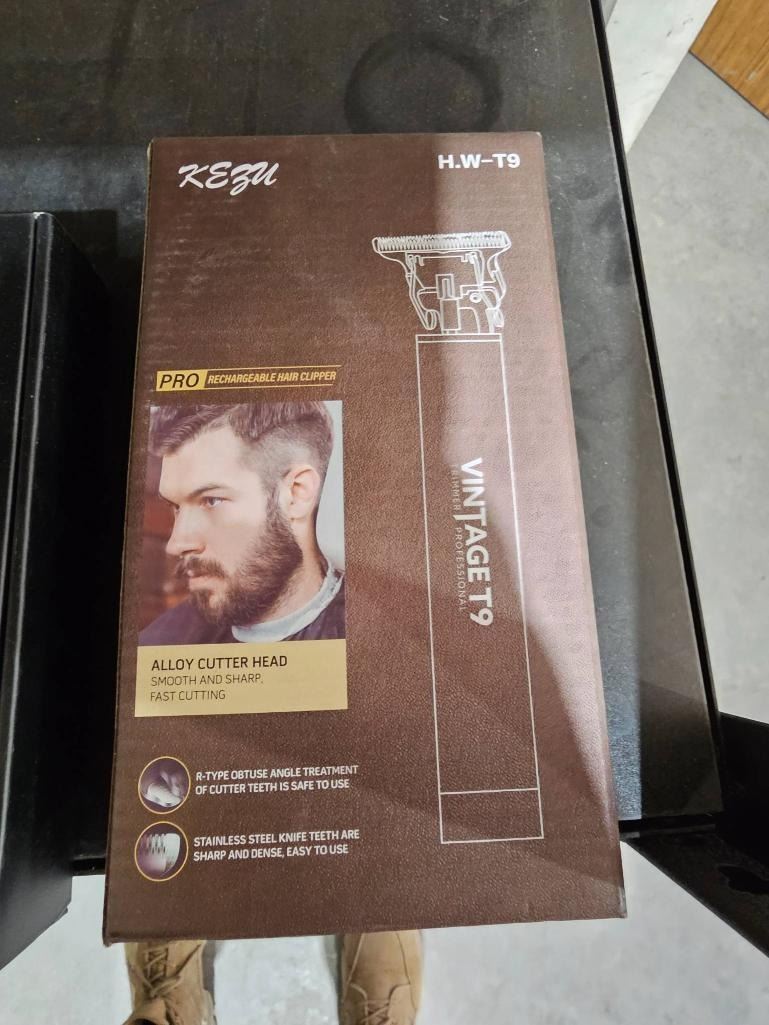 KEZU
H.W-T9
PRO RECHARGEABLE HAIR CLIPPER
VINTAGE T9
TRIMMER PROFESSIONAL
ALLOY CUTTER HEAD
SMOOTH AND SHARP,
FAST CUTTING
R-TYPE OBTUSE ANGLE TREATMENT
OF CUTTER TEETH IS SAFE TO USE
STAINLESS STEEL KNIFE TEETH ARE
SHARP AND DENSE, EASY TO USE